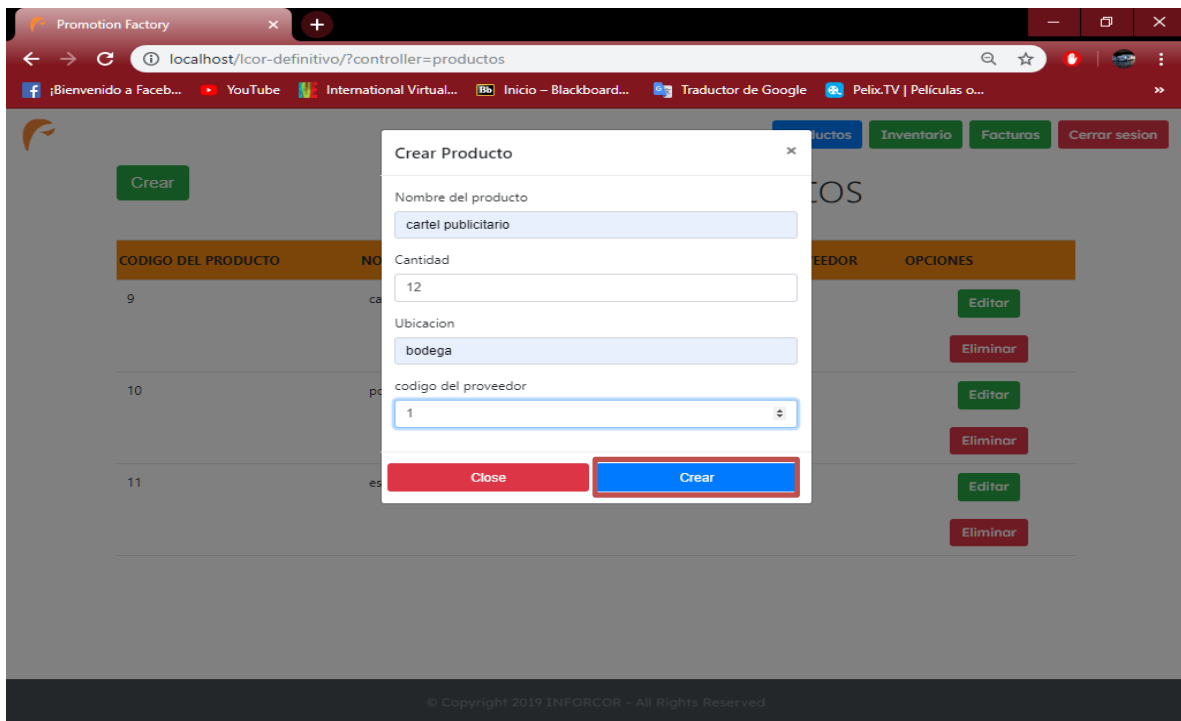 Promotion Factory
localhost/lcor-definitivo/?controller=productos
¡Bienvenido a Faceb...
YouTube
International Virtual...
Bb Inicio – Blackboard...
Traductor de Google
Pelix.TV | Películas o...
Inventario
Facturas
Cerrar sesion
Crear
Crear Producto
Nombre del producto
cartel publicitario
Cantidad
12
Ubicacion
bodega
codigo del proveedor
1
Close
Crear
CODIGO DEL PRODUCTO
OPCIONES
9
Editar
Eliminar
10
Editar
Eliminar
11
Editar
Eliminar
© Copyright 2019 INFORCOR - All Rights Reserved